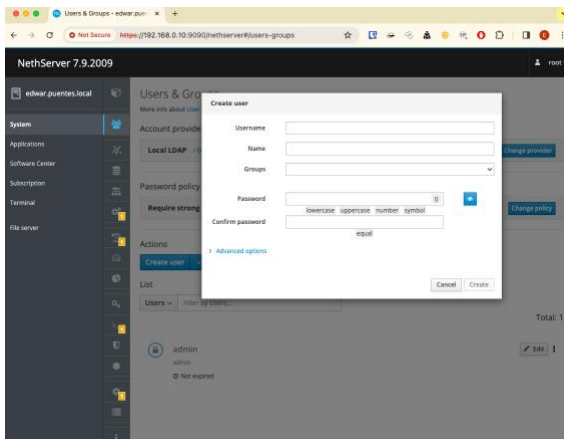 Users & Groups - edwar.puen
Not Secure https://192.168.0.10:9090/nethserver#/users-groups
NethServer 7.9.2009
root
edwar.puentes.local
System
Applications
Software Center
Subscription
Terminal
File server
Users & Gro
More info about User
Account provide
Local LDAP
Change provider
Password policy
Require strong
Change policy
Actions
Create user
List
Users
Filter by Users..
Total: 1
admin
admin
Not expired
Edit
Create user
Username
Name
Groups
Password
0
lowercase uppercase number symbol
Confirm password
equal
> Advanced options
Cancel Create